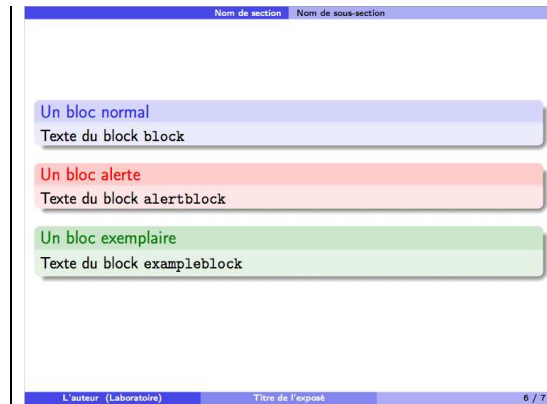 Nom de section Nom de sous-section
Un bloc normal
Texte du block block
Un bloc alerte
Texte du block alertblock
Un bloc exemplaire
Texte du block exampleblock
L'auteur (Laboratoire) Titre de l'exposé 6 / 7